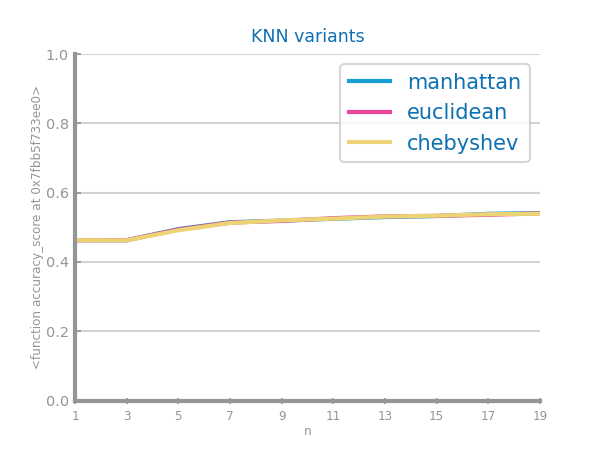 KNN variants
manhattan
euclidean
chebyshev
<function accuracy_score at 0x7fbb5f733ee0>
1.0
0.8
0.6
0.4
0.2
0.0
1 3 5 7 9 11 13 15 17 19
n